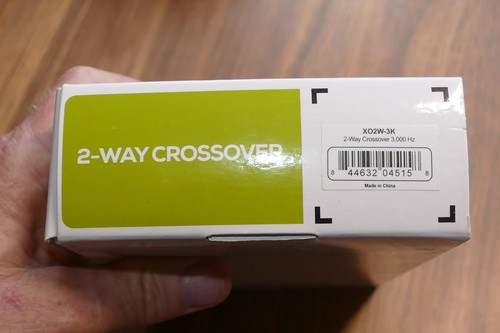 2-WAY CROSSOVER
XO2W-3K
2-Way Crossover 3,000 Hz
8 44632 04515 8
Made in China